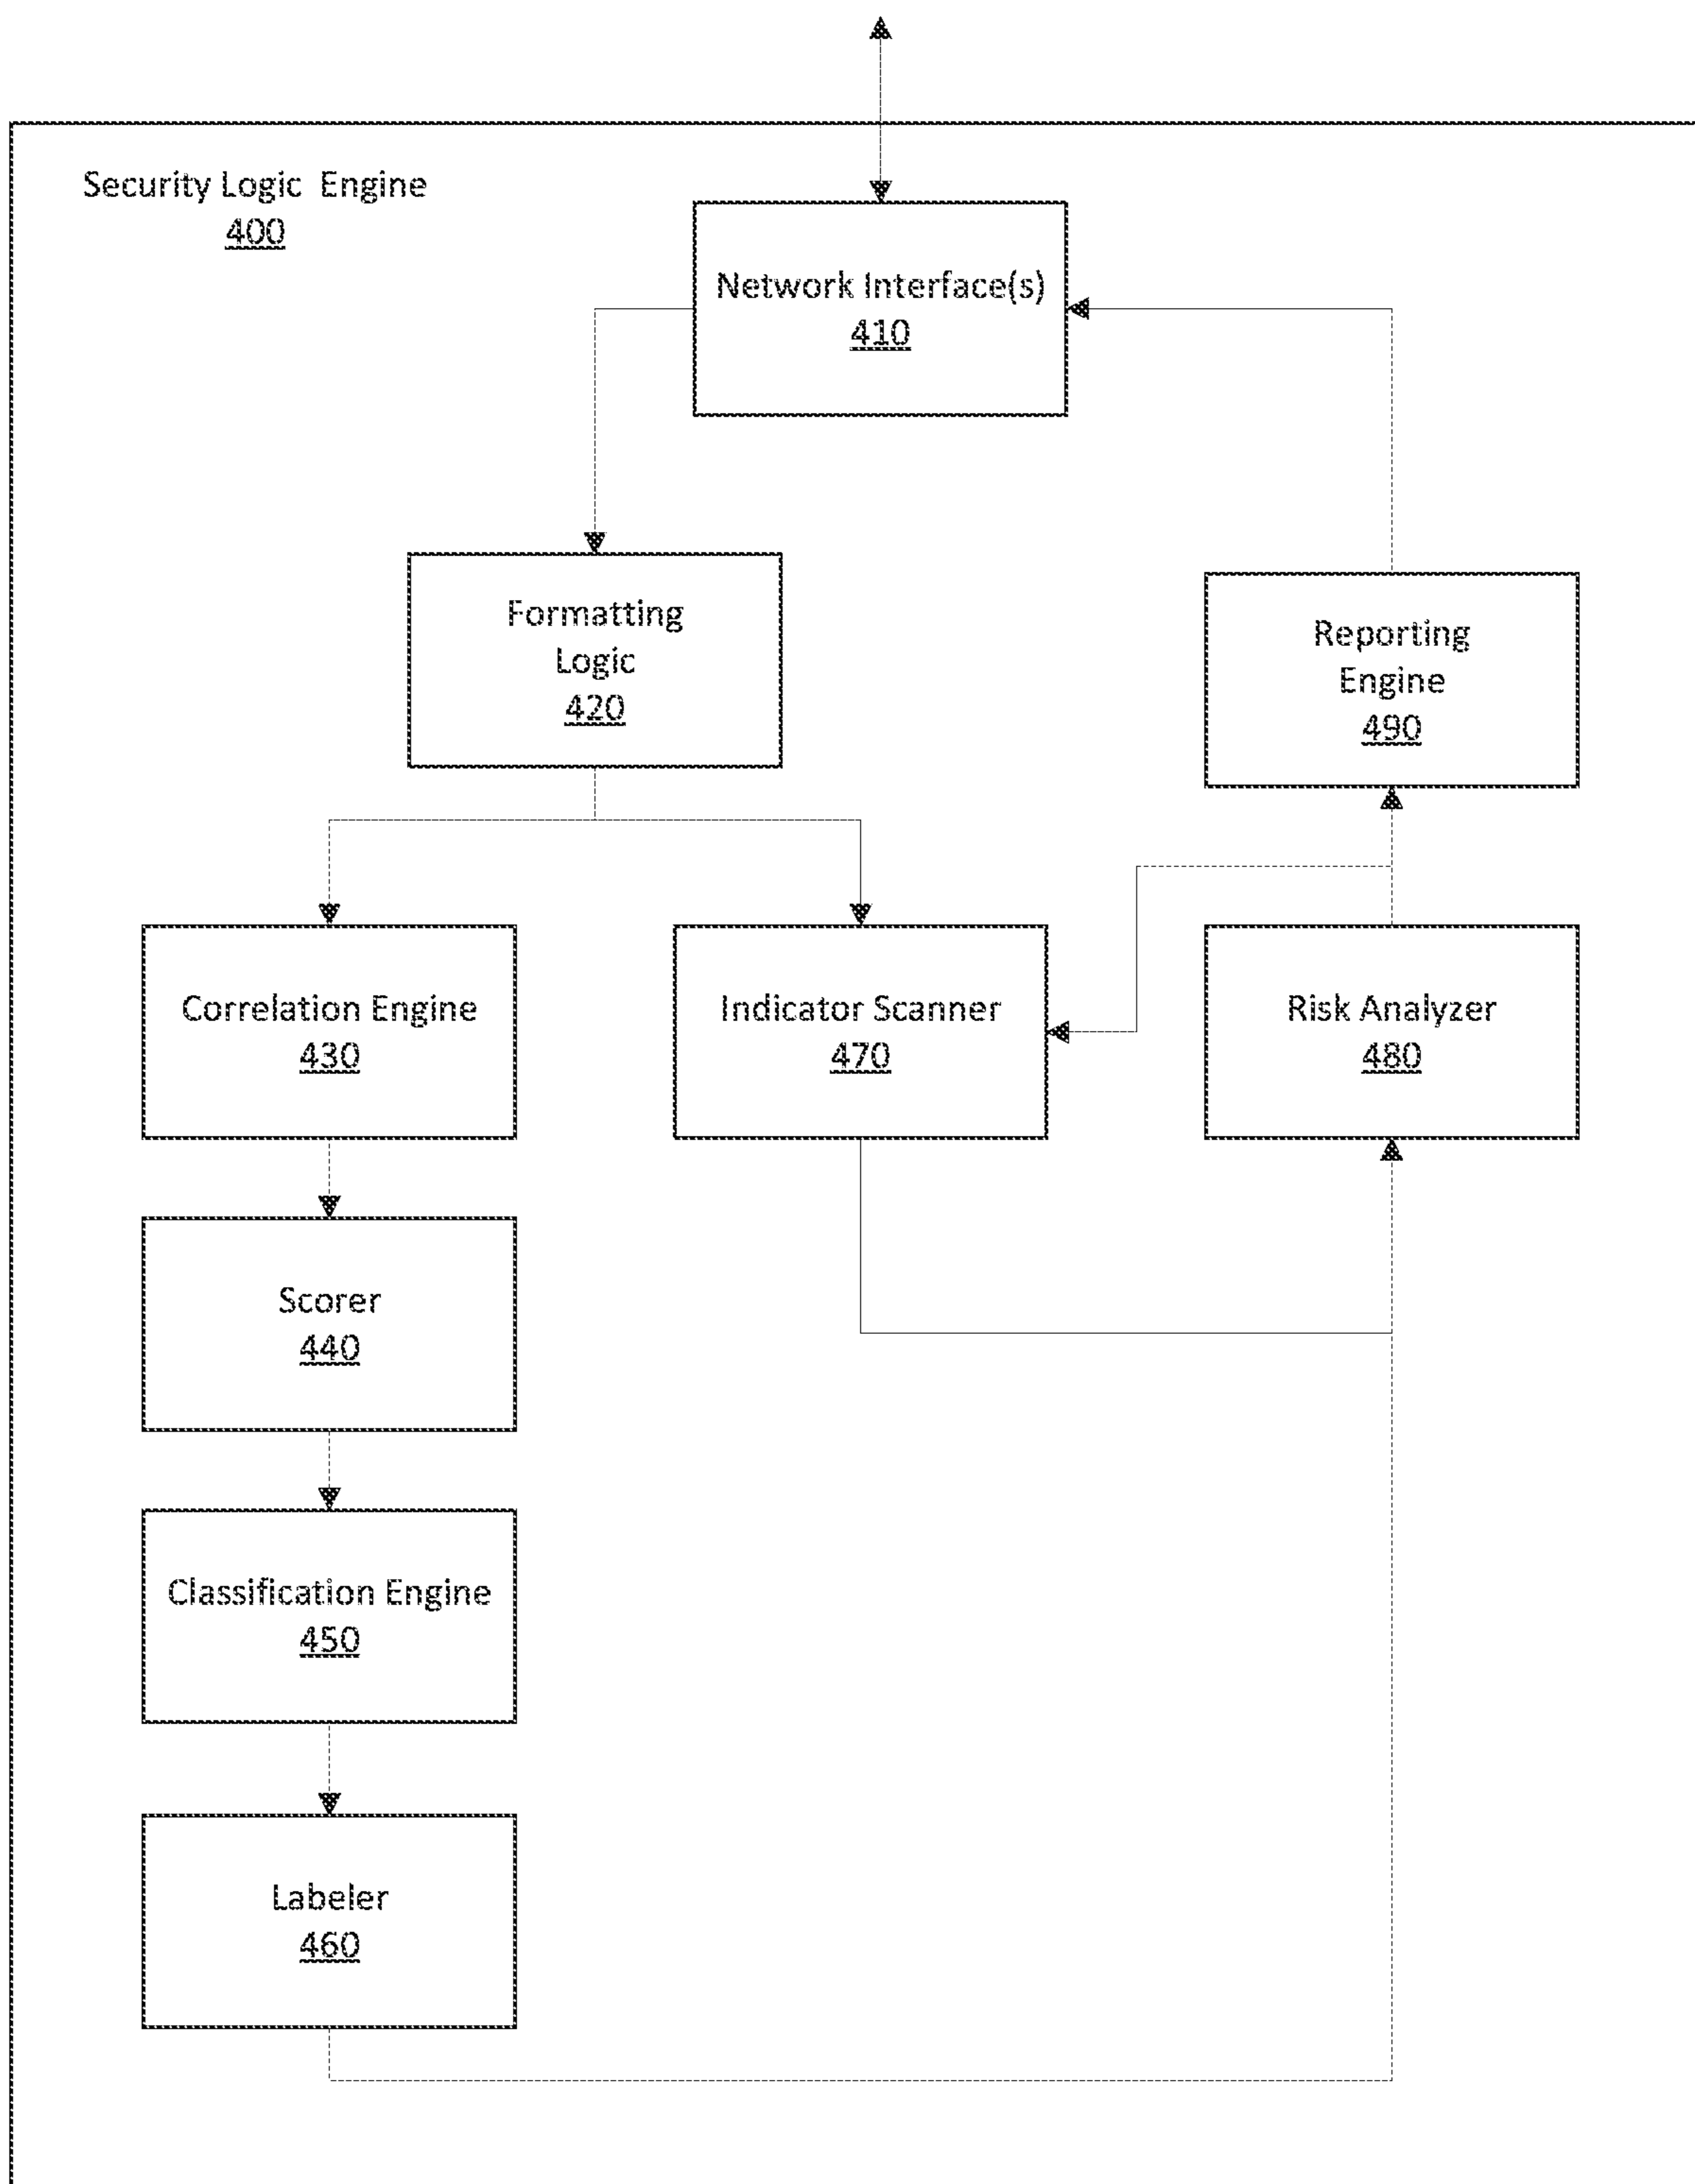 Security Logic Engine
400
Network Interface(s)
410
Formatting
Logic
420
Reporting
Engine
490
Correlation Engine
430
Indicator Scanner
470
Risk Analyzer
480
Scorer
440
Classification Engine
450
Labeler
460